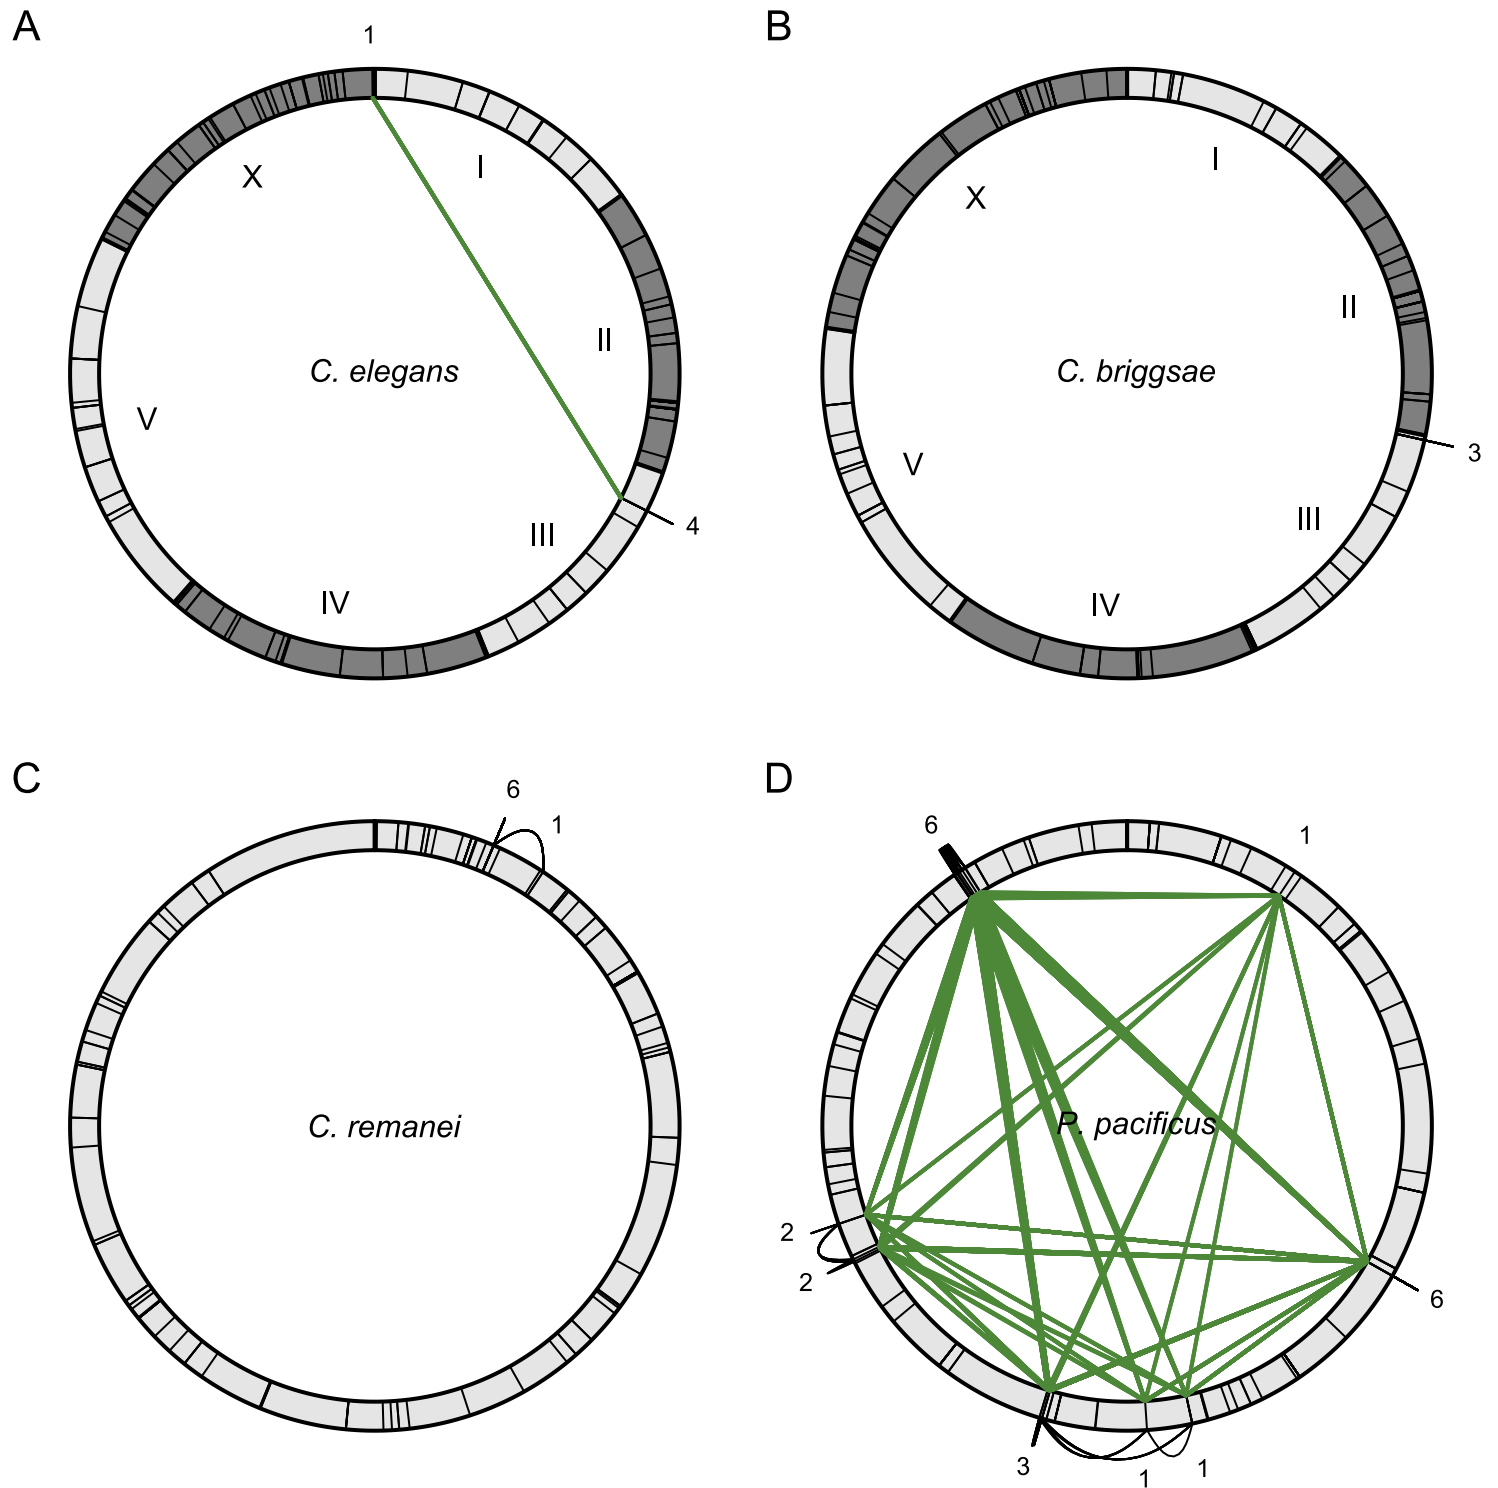 A
1
I
X
II
C. elegans
V
4
III
IV
B
I
X
II
C. briggsae
3
V
III
IV
C
6
1
C. remanei
D
6
1
P. pacificus
2
2
6
3
1
1